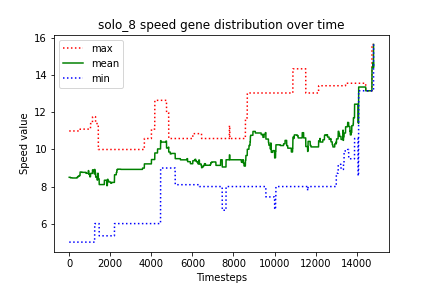 solo_8 speed gene distribution over time
max
mean
min
Speed value
16
14
12
10
8
6
0
2000
4000
6000
8000
10000
12000
14000
Timesteps